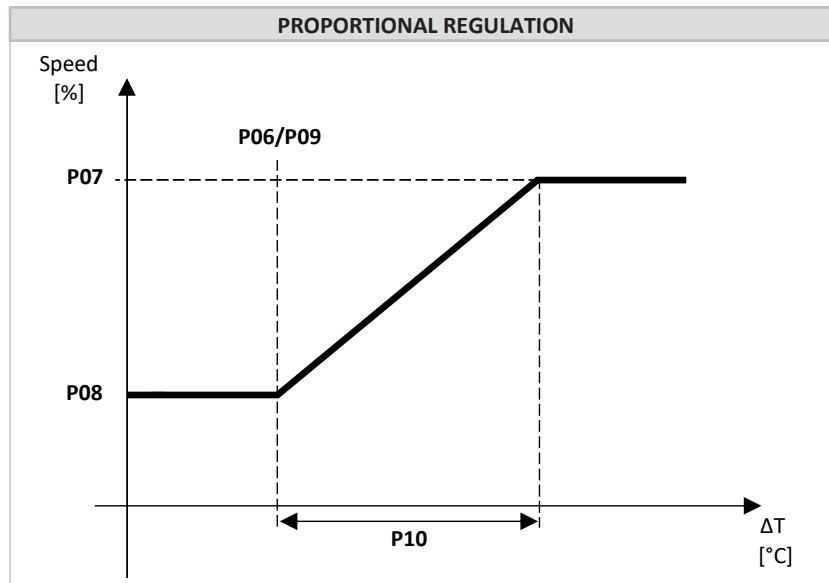 PROPORTIONAL REGULATION
Speed
[%]
P06/P09
P07
P08
P10
ΔT
[°C]